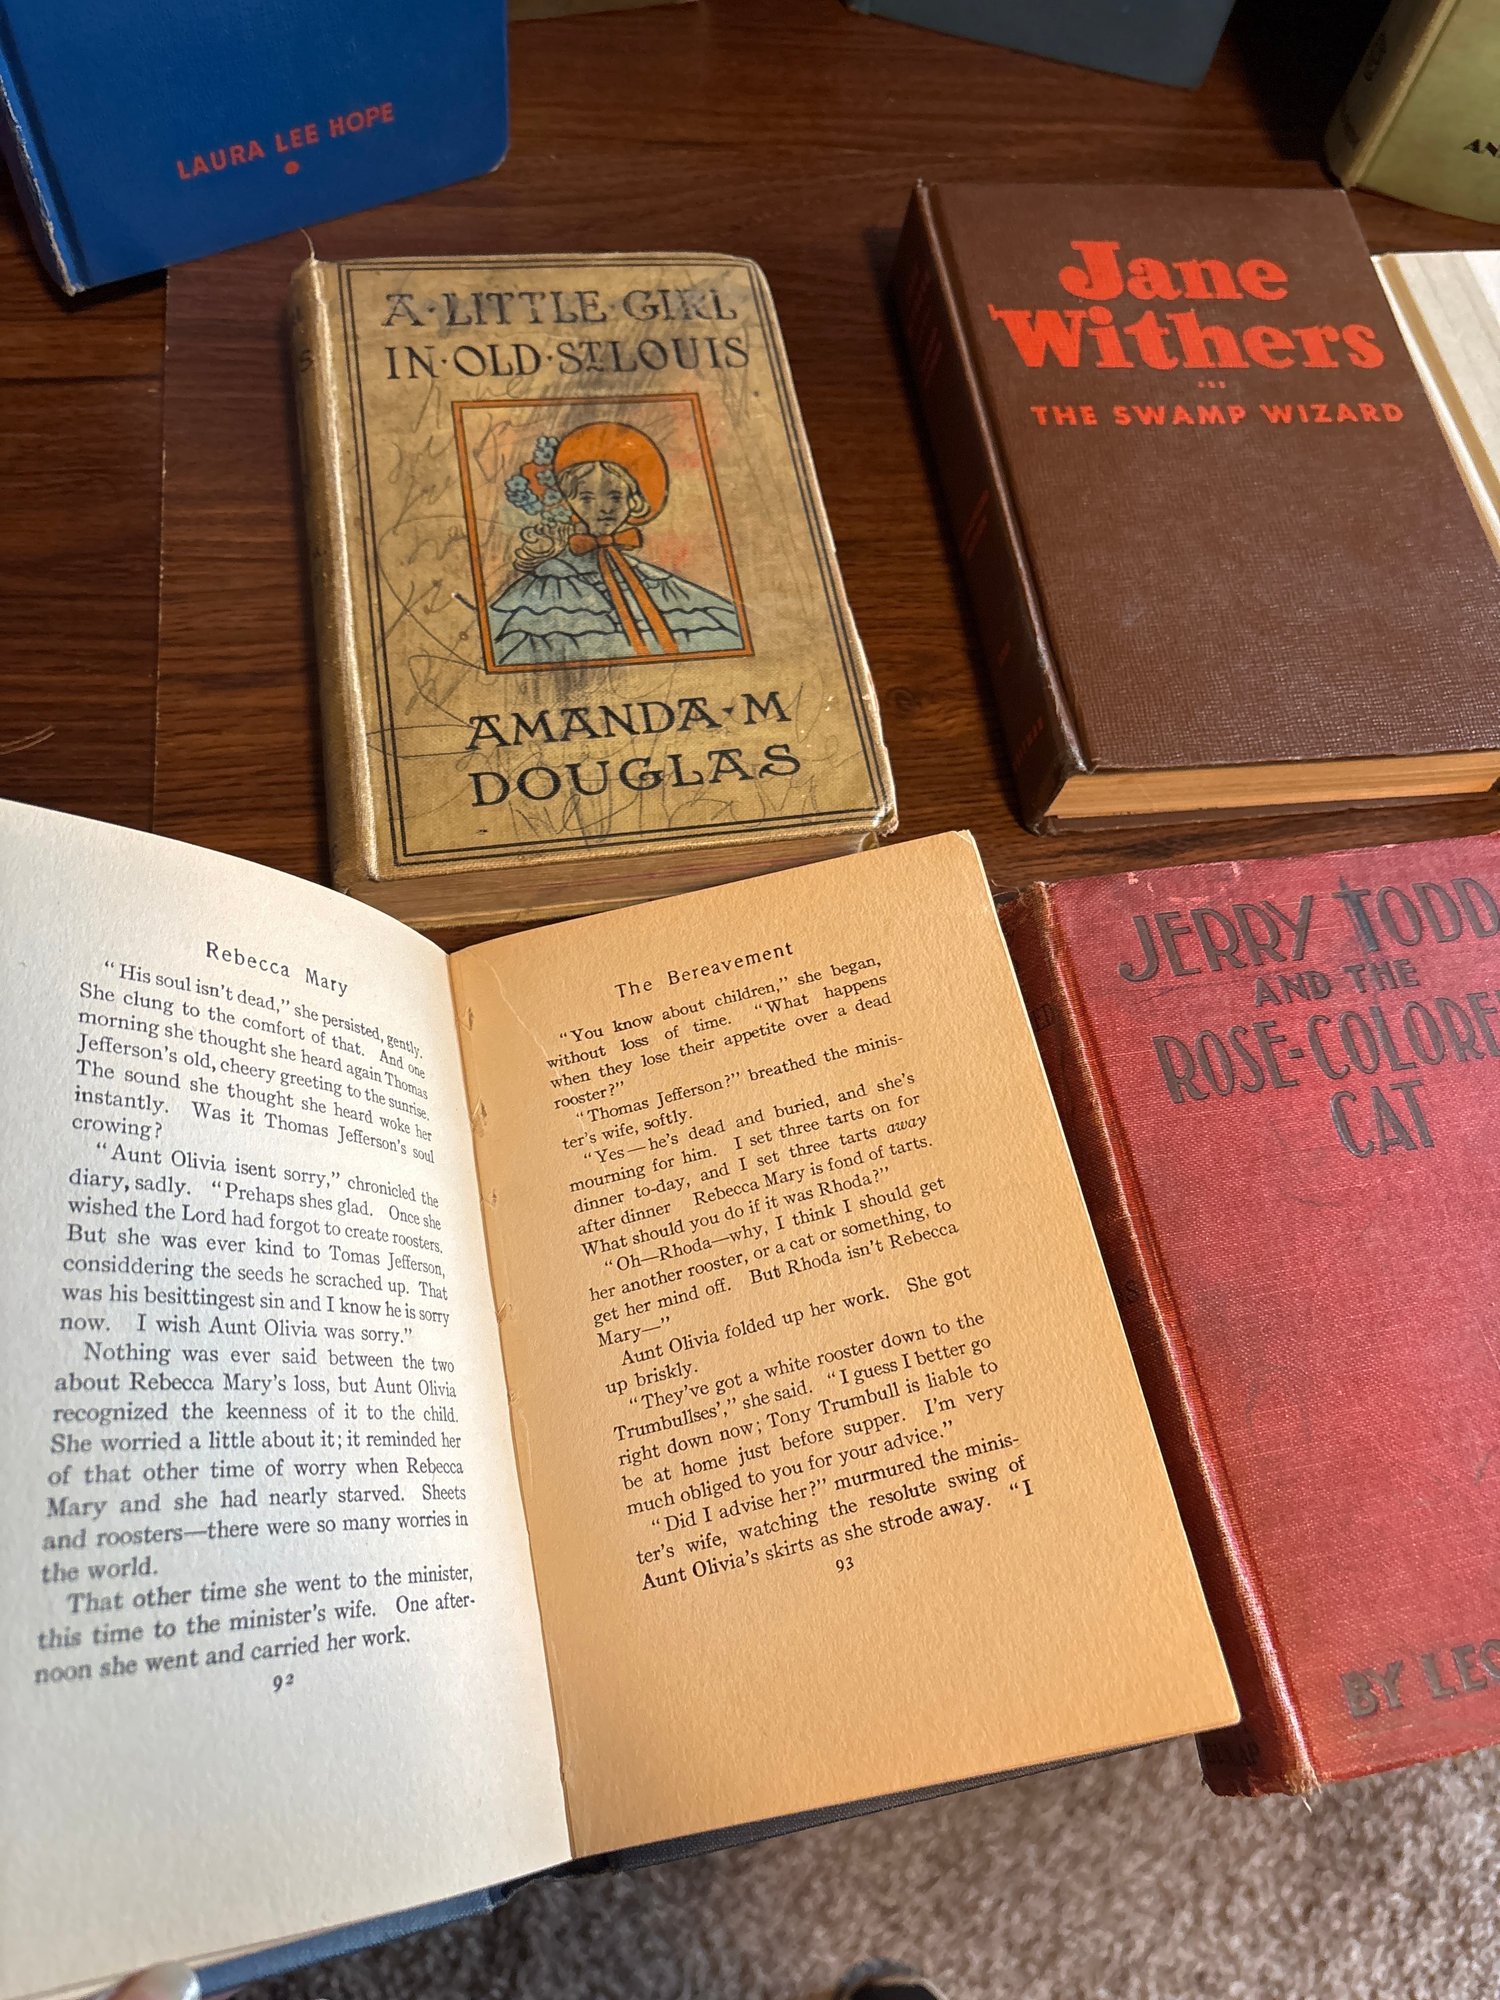 LAURA LEE HOPE
AN
A·LITTLE·GIRL
IN·OLD·ST LOUIS
AMANDA·M
DOUGLAS
Jane
Withers
THE SWAMP WIZARD
JERRY TODD
AND THE
ROSE-COLORE
CAT
BY LEO
Rebecca Mary
“His soul isn't dead,” she persisted, gently.
She clung to the comfort of that. And one
morning she thought she heard again Thomas
Jefferson's old, cheery greeting to the sunrise.
The sound she thought she heard woke her
instantly. Was it Thomas Jefferson's soul
crowing?
“Aunt Olivia isent sorry,” chronicled the
diary, sadly. “Prehaps shes glad. Once she
wished the Lord had forgot to create roosters.
But she was ever kind to Tomas Jefferson,
considdering the seeds he scrached up. That
was his besittingest sin and I know he is sorry
now. I wish Aunt Olivia was sorry.”
Nothing was ever said between the two
about Rebecca Mary's loss, but Aunt Olivia
recognized the keenness of it to the child.
She worried a little about it; it reminded her
of that other time of worry when Rebecca
Mary and she had nearly starved. Sheets
and roosters—there were so many worries in
the world.
That other time she went to the minister,
this time to the minister's wife. One after-
noon she went and carried her work.
92
The Bereavement
“You know about children,” she began,
without loss of time. “What happens
when they lose their appetite over a dead
rooster?”
“Thomas Jefferson?” breathed the minis-
ter's wife, softly.
“Yes—he's dead and buried, and she's
mourning for him. I set three tarts on for
dinner to-day, and I set three tarts away
after dinner Rebecca Mary is fond of tarts.
What should you do if it was Rhoda?”
“Oh—Rhoda—why, I think I should get
her another rooster, or a cat or something, to
get her mind off. But Rhoda isn't Rebecca
Mary—”
Aunt Olivia folded up her work. She got
up briskly.
“They've got a white rooster down to the
Trumbullses',” she said. “I guess I better go
right down now; Tony Trumbull is liable to
be at home just before supper. I'm very
much obliged to you for your advice.”
“Did I advise her?” murmured the minis-
ter's wife, watching the resolute swing of
Aunt Olivia's skirts as she strode away. “I
93